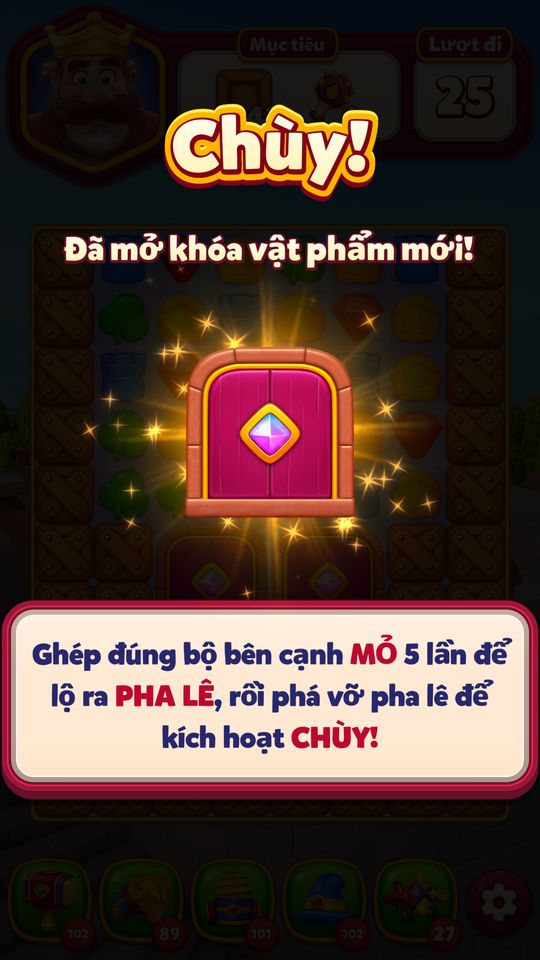 Mục tiêu
Lượt đi
25
Chùy!
Đã mở khóa vật phẩm mới!
Ghép đúng bộ bên cạnh MỎ 5 lần để
lộ ra PHA LÊ, rồi phá vỡ pha lê để
kích hoạt CHÙY!
102
89
101
102
27